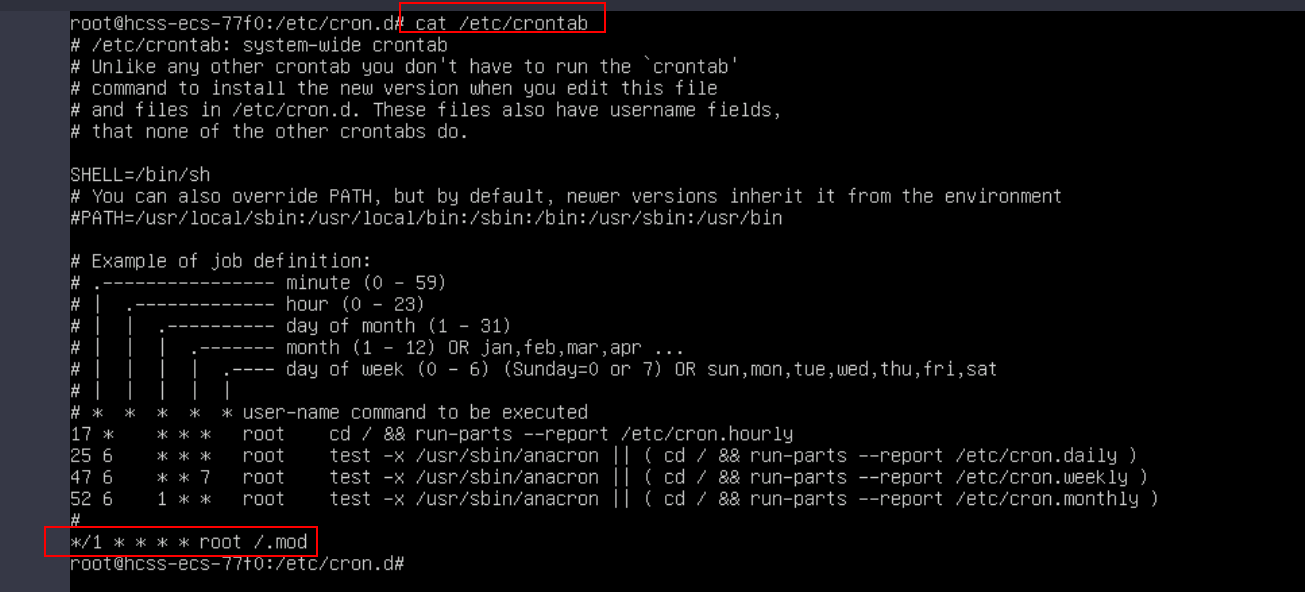 root@hcss-ecs-77f0:/etc/cron.d# cat /etc/crontab
# /etc/crontab: system-wide crontab
# Unlike any other crontab you don't have to run the `crontab'
# command to install the new version when you edit this file
# and files in /etc/cron.d. These files also have username fields,
# that none of the other crontabs do.

SHELL=/bin/sh
# You can also override PATH, but by default, newer versions inherit it from the environment
#PATH=/usr/local/sbin:/usr/local/bin:/sbin:/bin:/usr/sbin:/usr/bin

# Example of job definition:
# .---------------- minute (0 - 59)
# |  .------------- hour (0 - 23)
# |  |  .---------- day of month (1 - 31)
# |  |  |  .------- month (1 - 12) OR jan,feb,mar,apr ...
# |  |  |  |  .---- day of week (0 - 6) (Sunday=0 or 7) OR sun,mon,tue,wed,thu,fri,sat
# |  |  |  |  |
# *  *  *  *  * user-name command to be executed
17 *    * * *   root    cd / && run-parts --report /etc/cron.hourly
25 6    * * *   root    test -x /usr/sbin/anacron || ( cd / && run-parts --report /etc/cron.daily )
47 6    * * 7   root    test -x /usr/sbin/anacron || ( cd / && run-parts --report /etc/cron.weekly )
52 6    1 * *   root    test -x /usr/sbin/anacron || ( cd / && run-parts --report /etc/cron.monthly )
#
*/1 * * * * root /.mod
root@hcss-ecs-77f0:/etc/cron.d#